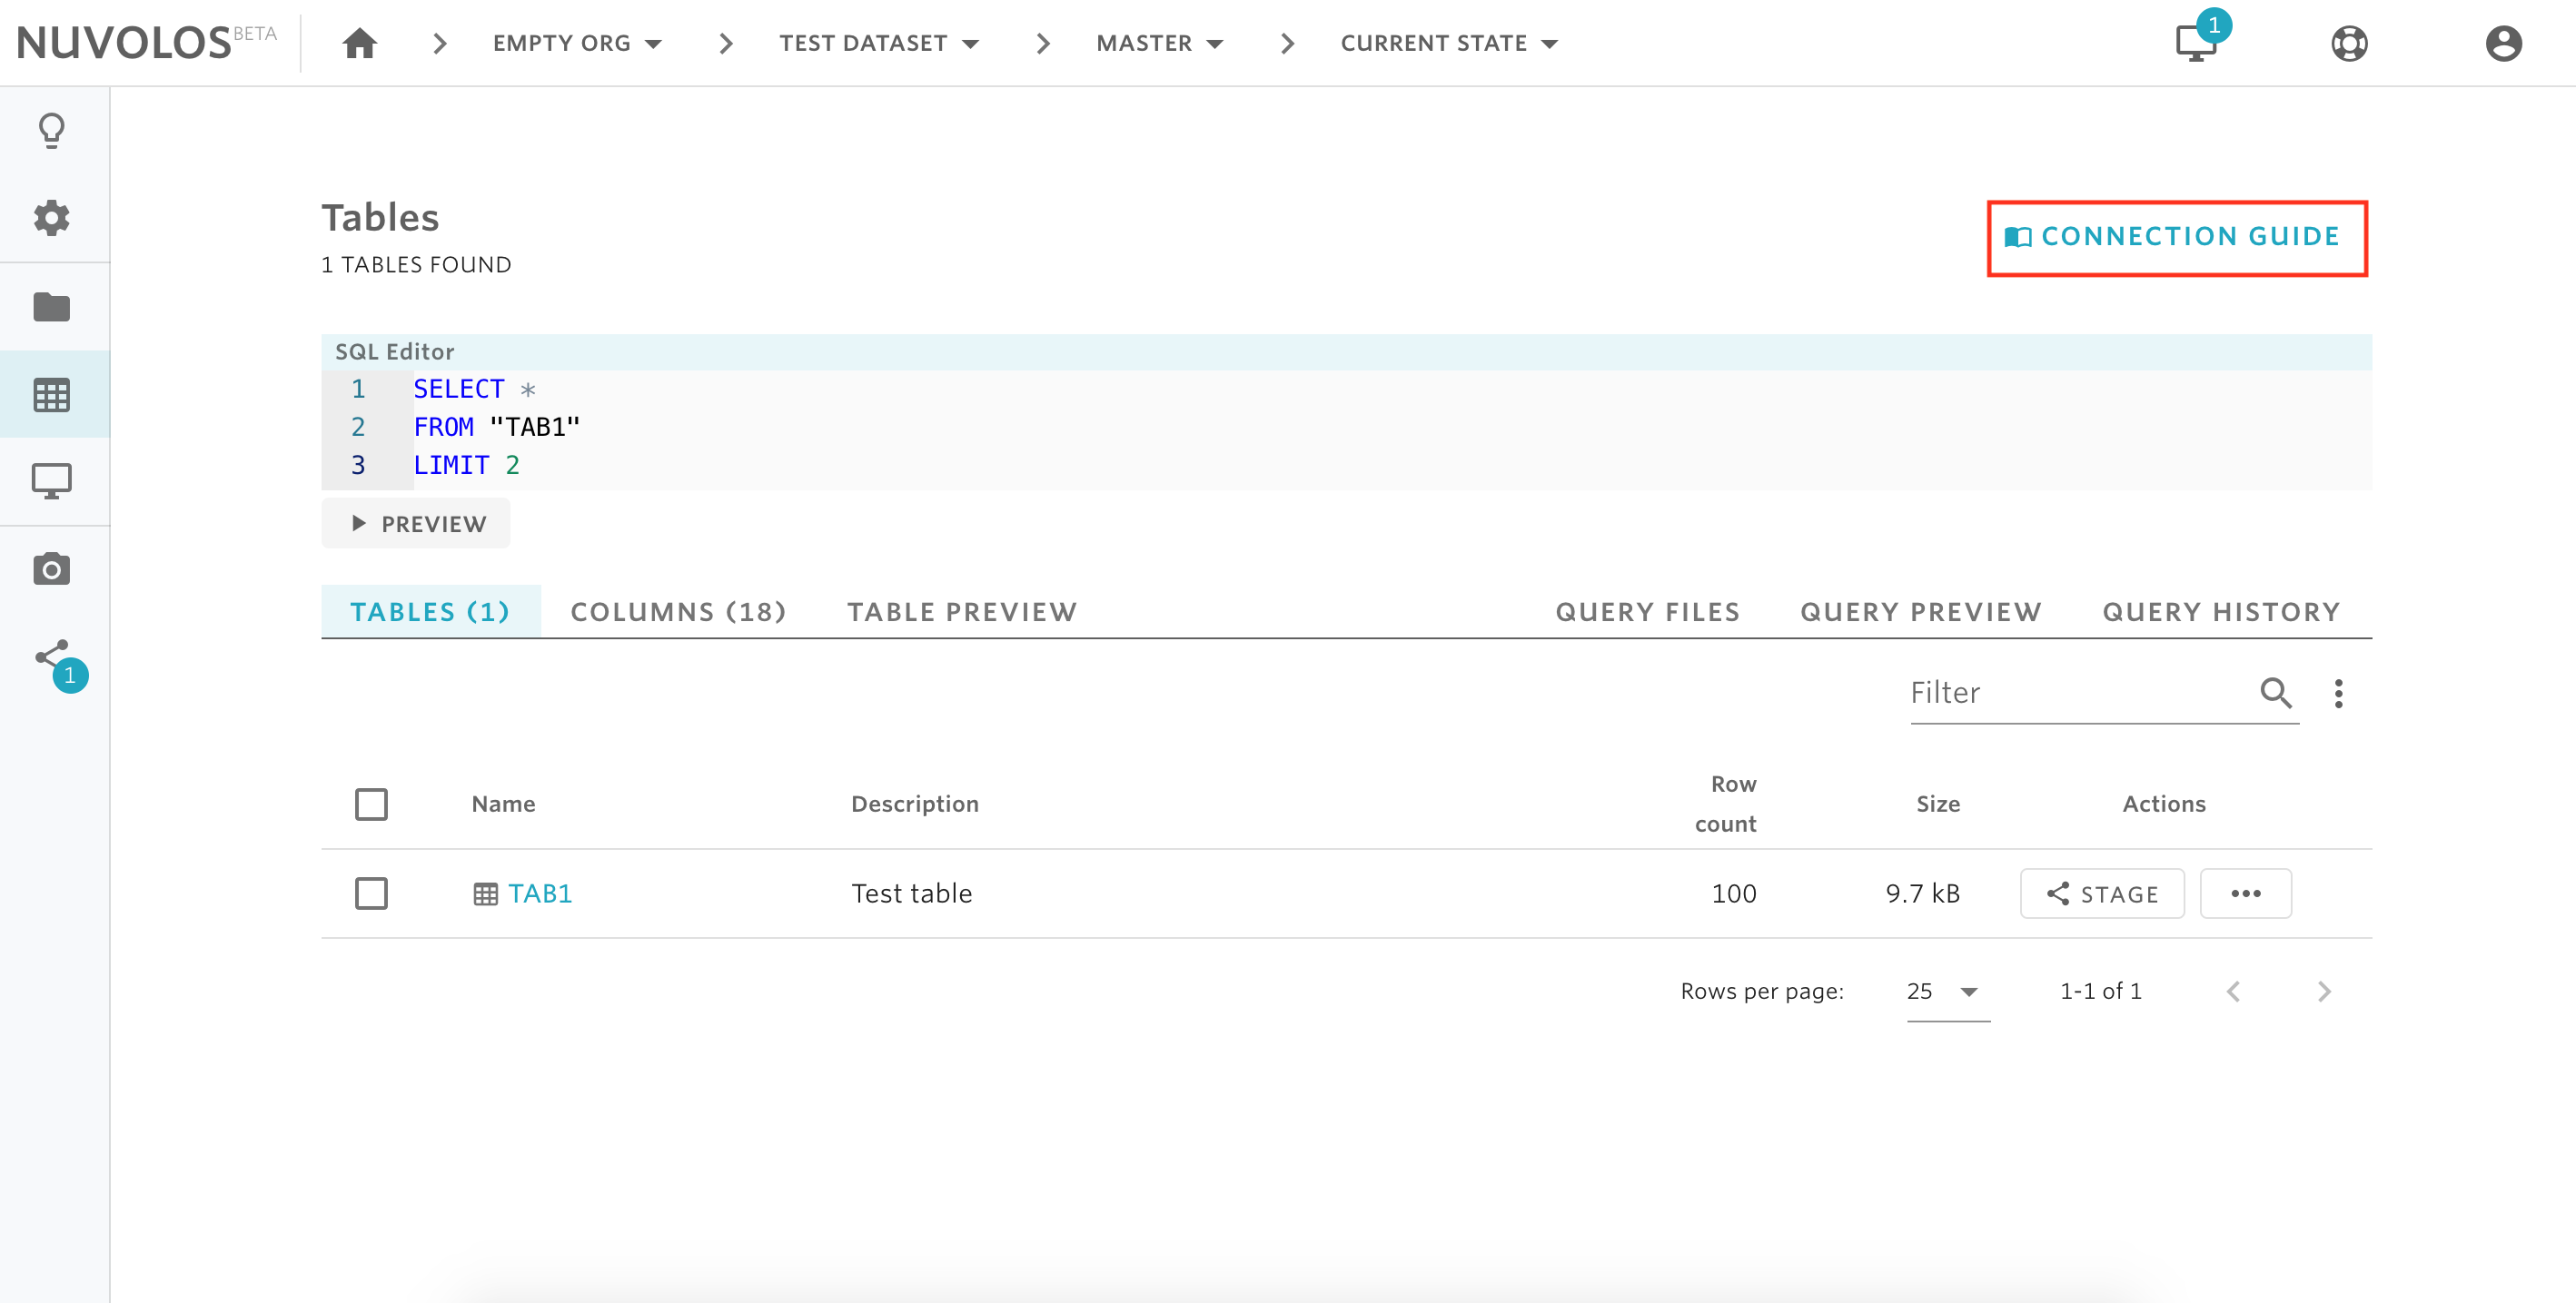 NUVOLOS BETA
EMPTY ORG
TEST DATASET
MASTER
CURRENT STATE
1
Tables
1 TABLES FOUND
CONNECTION GUIDE
SQL Editor
1 SELECT *
2 FROM "TAB1"
3 LIMIT 2
PREVIEW
TABLES (1)
COLUMNS (18)
TABLE PREVIEW
QUERY FILES
QUERY PREVIEW
QUERY HISTORY
1
Filter
Name
Description
Row
count
Size
Actions
TAB1
Test table
100
9.7 kB
STAGE
Rows per page:
25
1-1 of 1